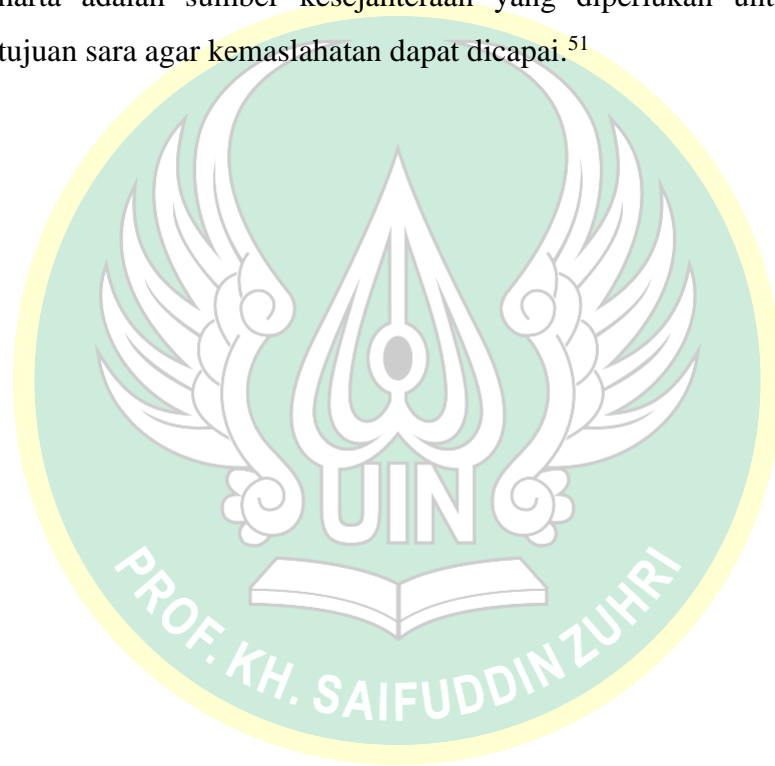 harta adalah sumber kesejahteraan yang diperlukan unt
tujuan sara agar kemaslahatan dapat dicapai.51
UIN
PROF. KH. SAIFUDDIN ZUHRI